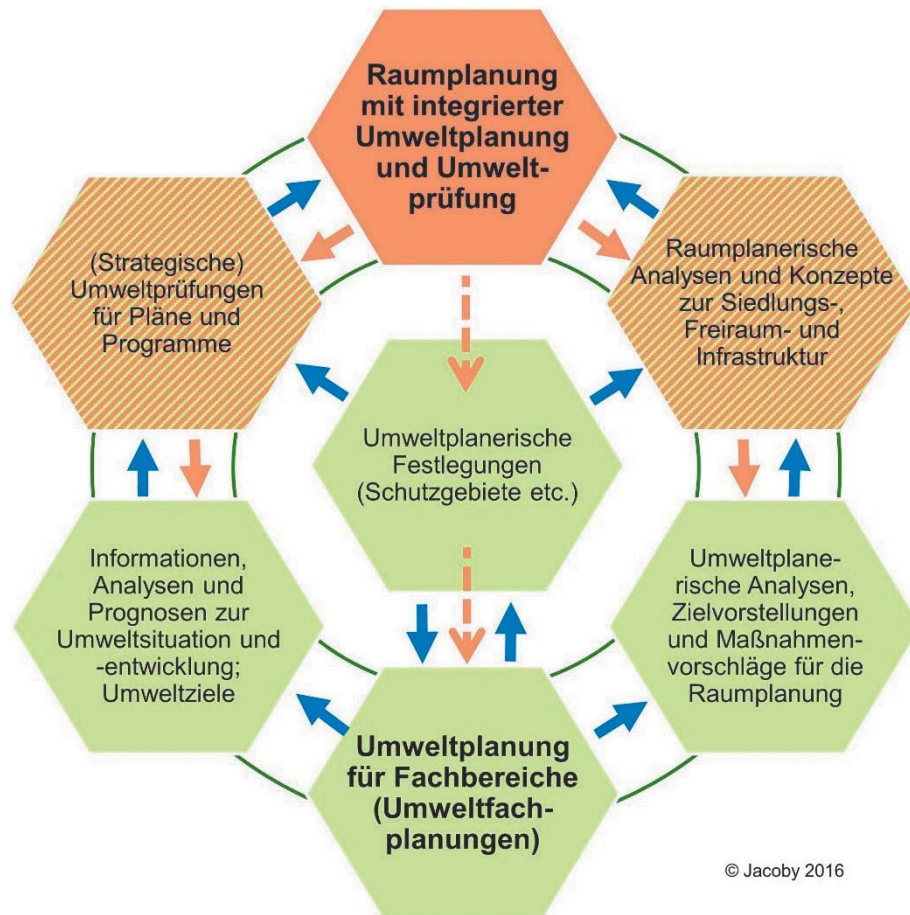 Raumplanung
mit integrierter
Umweltplanung
und Umwelt-
prüfung
(Strategische)
Umweltprüfungen
für Pläne und
Programme
Raumplanerische
Analysen und Konzepte
zur Siedlungs-,
Freiraum- und
Infrastruktur
Umweltplanerische
Festlegungen
(Schutzgebiete etc.)
Informationen,
Analysen und
Prognosen zur
Umweltsituation und
-entwicklung;
Umweltziele
Umweltplane-
rische Analysen,
Zielvorstellungen
und Maßnahmen-
vorschläge für die
Raumplanung
Umweltplanung
für Fachbereiche
(Umweltfach-
planungen)
© Jacoby 2016